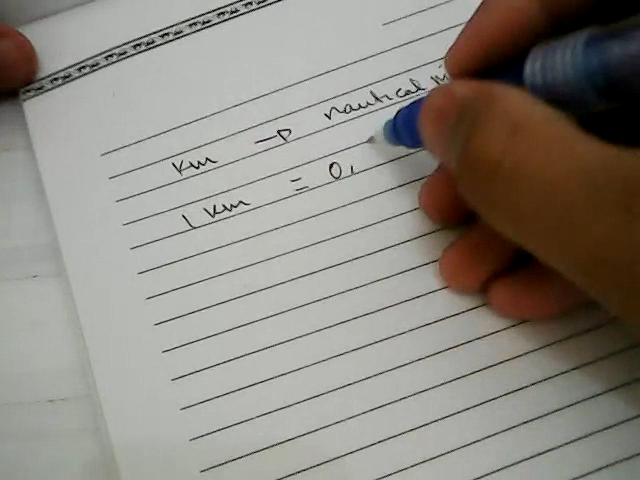 km → nautical
1 km = 0,